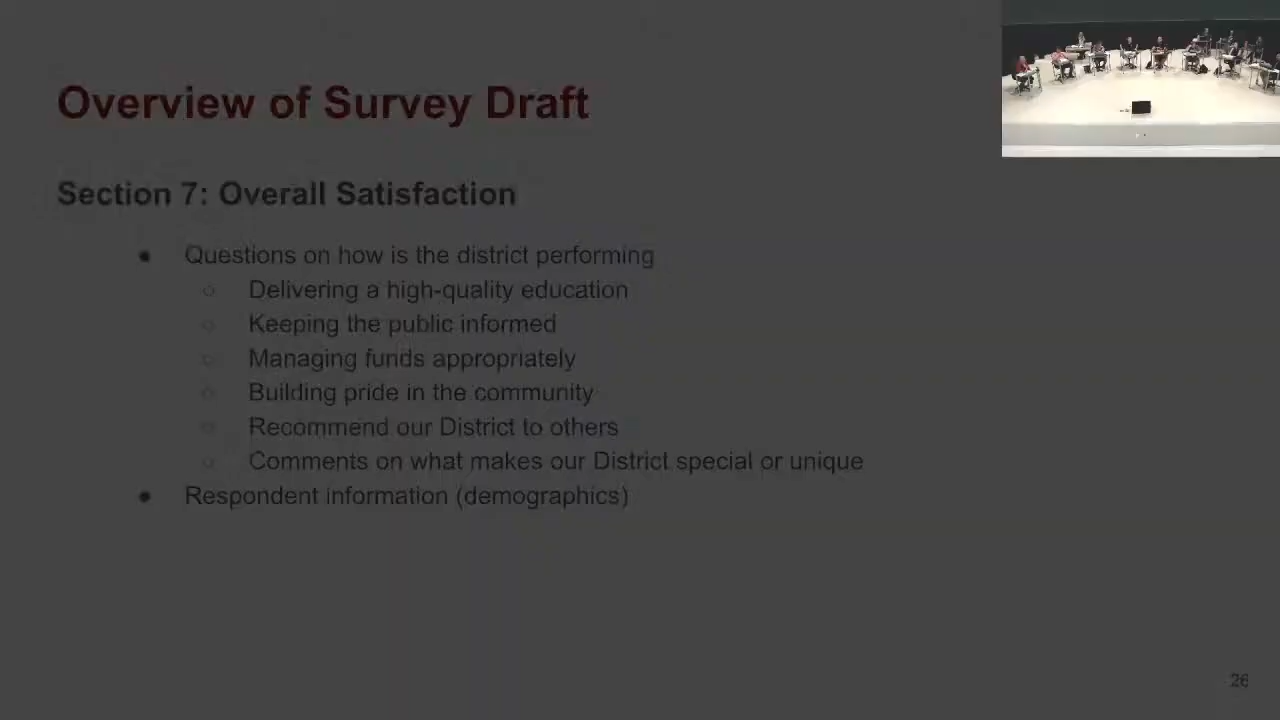 Overview of Survey Draft
Section 7: Overall Satisfaction
● Questions on how is the district performing
○ Delivering a high-quality education
○ Keeping the public informed
○ Managing funds appropriately
○ Building pride in the community
○ Recommend our District to others
○ Comments on what makes our District special or unique
● Respondent information (demographics)
26